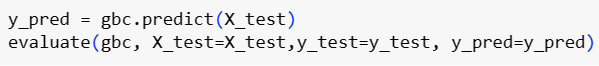 y_pred = gbc.predict(X_test)
evaluate(gbc, X_test=X_test,y_test=y_test, y_pred=y_pred)